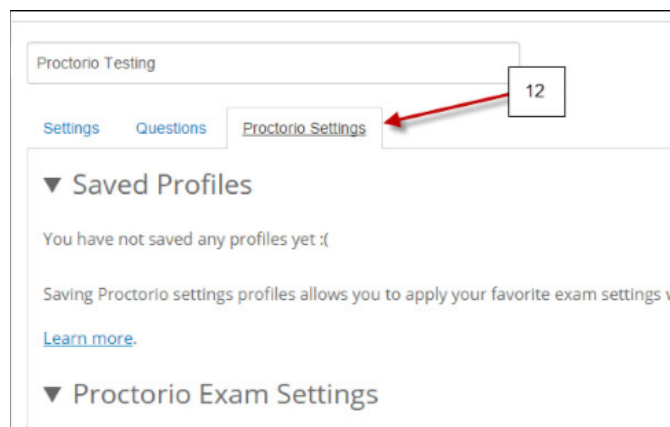 Proctorio Testing
12
Settings Questions Proctorio Settings
▼ Saved Profiles
You have not saved any profiles yet :(
Saving Proctorio settings profiles allows you to apply your favorite exam settings
Learn more.
▼ Proctorio Exam Settings